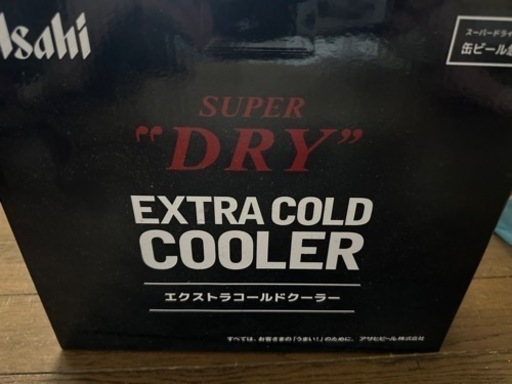 Asahi
スーパードライ
缶ビール
SUPER
"DRY"
EXTRA COLD
COOLER
エクストラコールドクーラー
すべては、お客さまの「うまい!」のために。 アサヒビール株式会社